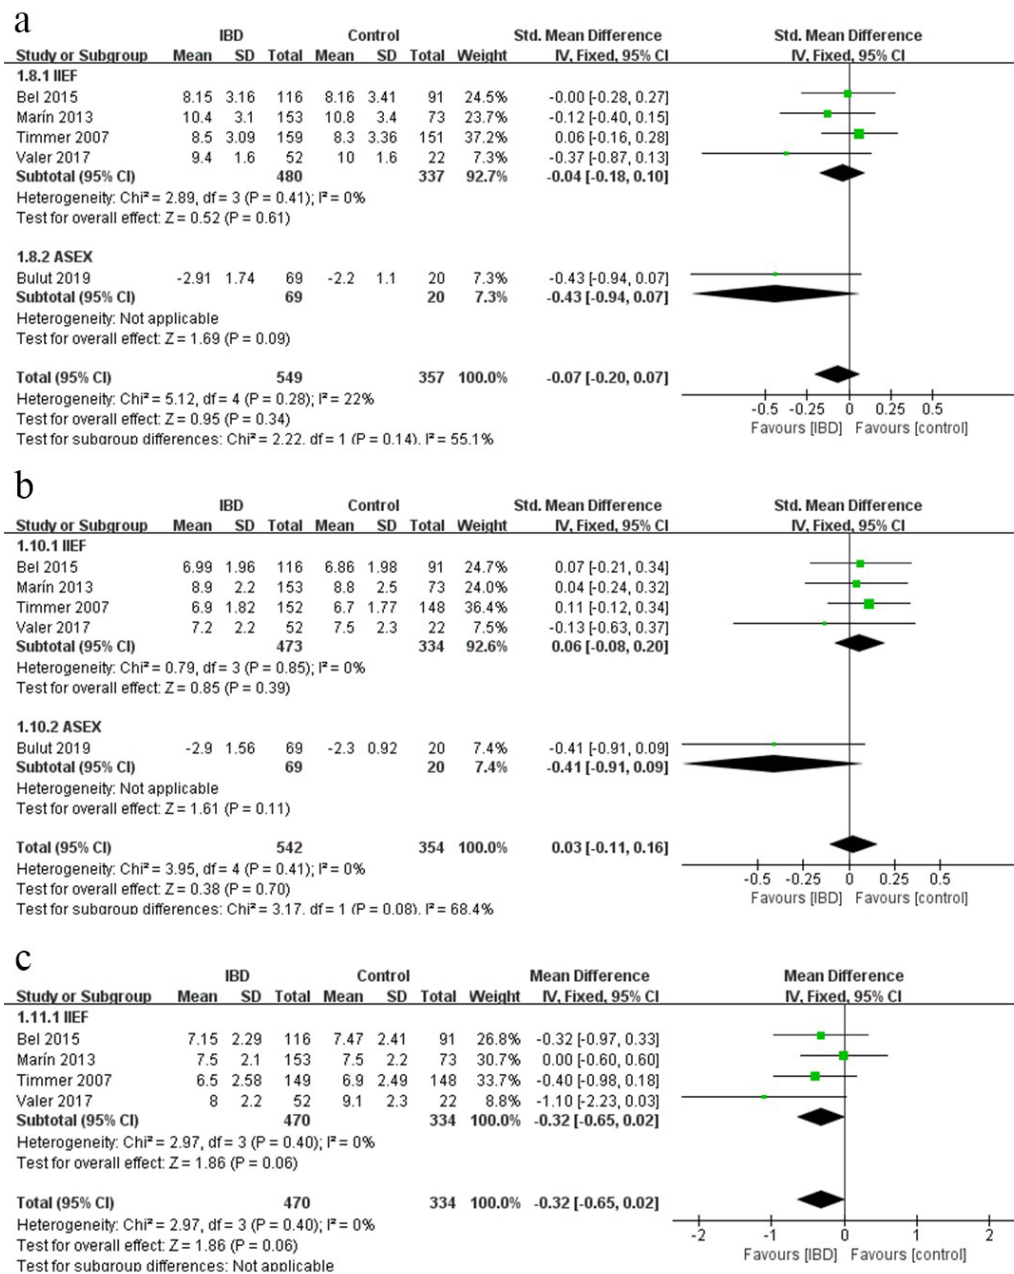 a
IBD Control Std. Mean Difference Std. Mean Difference
Study or Subgroup Mean SD Total Mean SD Total Weight IV, Fixed, 95% CI IV, Fixed, 95% CI
1.8.1 IIEF
Bel 2015 8.15 3.16 116 8.16 3.41 91 24.5% -0.00 [-0.28, 0.27]
Marín 2013 10.4 3.1 153 10.8 3.4 73 23.7% -0.12 [-0.40, 0.15]
Timmer 2007 8.5 3.09 159 8.3 3.36 151 37.2% 0.06 [-0.16, 0.28]
Valer 2017 9.4 1.6 52 10 1.6 22 7.3% -0.37 [-0.87, 0.13]
Subtotal (95% CI) 480 337 92.7% -0.04 [-0.18, 0.10]
Heterogeneity: Chi² = 2.89, df = 3 (P = 0.41); I² = 0%
Test for overall effect: Z = 0.52 (P = 0.61)
1.8.2 ASEX
Bulut 2019 -2.91 1.74 69 -2.2 1.1 20 7.3% -0.43 [-0.94, 0.07]
Subtotal (95% CI) 69 20 7.3% -0.43 [-0.94, 0.07]
Heterogeneity: Not applicable
Test for overall effect: Z = 1.69 (P = 0.09)
Total (95% CI) 549 357 100.0% -0.07 [-0.20, 0.07]
Heterogeneity: Chi² = 5.12, df = 4 (P = 0.28); I² = 22%
Test for overall effect: Z = 0.95 (P = 0.34)
Test for subgroup differences: Chi² = 2.22. df = 1 (P = 0.14). I² = 55.1%
-0.5 -0.25 0 0.25 0.5
Favours [IBD] Favours [control]
b
IBD Control Std. Mean Difference Std. Mean Difference
Study or Subgroup Mean SD Total Mean SD Total Weight IV, Fixed, 95% CI IV, Fixed, 95% CI
1.10.1 IIEF
Bel 2015 6.99 1.96 116 6.86 1.98 91 24.7% 0.07 [-0.21, 0.34]
Marín 2013 8.9 2.2 153 8.8 2.5 73 24.0% 0.04 [-0.24, 0.32]
Timmer 2007 6.9 1.82 152 6.7 1.77 148 36.4% 0.11 [-0.12, 0.34]
Valer 2017 7.2 2.2 52 7.5 2.3 22 7.5% -0.13 [-0.63, 0.37]
Subtotal (95% CI) 473 334 92.6% 0.06 [-0.08, 0.20]
Heterogeneity: Chi² = 0.79, df = 3 (P = 0.85); I² = 0%
Test for overall effect: Z = 0.85 (P = 0.39)
1.10.2 ASEX
Bulut 2019 -2.9 1.56 69 -2.3 0.92 20 7.4% -0.41 [-0.91, 0.09]
Subtotal (95% CI) 69 20 7.4% -0.41 [-0.91, 0.09]
Heterogeneity: Not applicable
Test for overall effect: Z = 1.61 (P = 0.11)
Total (95% CI) 542 354 100.0% 0.03 [-0.11, 0.16]
Heterogeneity: Chi² = 3.95, df = 4 (P = 0.41); I² = 0%
Test for overall effect: Z = 0.38 (P = 0.70)
Test for subgroup differences: Chi² = 3.17. df = 1 (P = 0.08). I² = 68.4%
-0.5 -0.25 0 0.25 0.5
Favours [IBD] Favours [control]
c
IBD Control Mean Difference Mean Difference
Study or Subgroup Mean SD Total Mean SD Total Weight IV, Fixed, 95% CI IV, Fixed, 95% CI
1.11.1 IIEF
Bel 2015 7.15 2.29 116 7.47 2.41 91 26.8% -0.32 [-0.97, 0.33]
Marín 2013 7.5 2.1 153 7.5 2.2 73 30.7% 0.00 [-0.60, 0.60]
Timmer 2007 6.5 2.58 149 6.9 2.49 148 33.7% -0.40 [-0.98, 0.18]
Valer 2017 8 2.2 52 9.1 2.3 22 8.8% -1.10 [-2.23, 0.03]
Subtotal (95% CI) 470 334 100.0% -0.32 [-0.65, 0.02]
Heterogeneity: Chi² = 2.97, df = 3 (P = 0.40); I² = 0%
Test for overall effect: Z = 1.86 (P = 0.06)
Total (95% CI) 470 334 100.0% -0.32 [-0.65, 0.02]
Heterogeneity: Chi² = 2.97, df = 3 (P = 0.40); I² = 0%
Test for overall effect: Z = 1.86 (P = 0.06)
Test for subgroup differences: Not applicable
-2 -1 0 1 2
Favours [IBD] Favours [control]